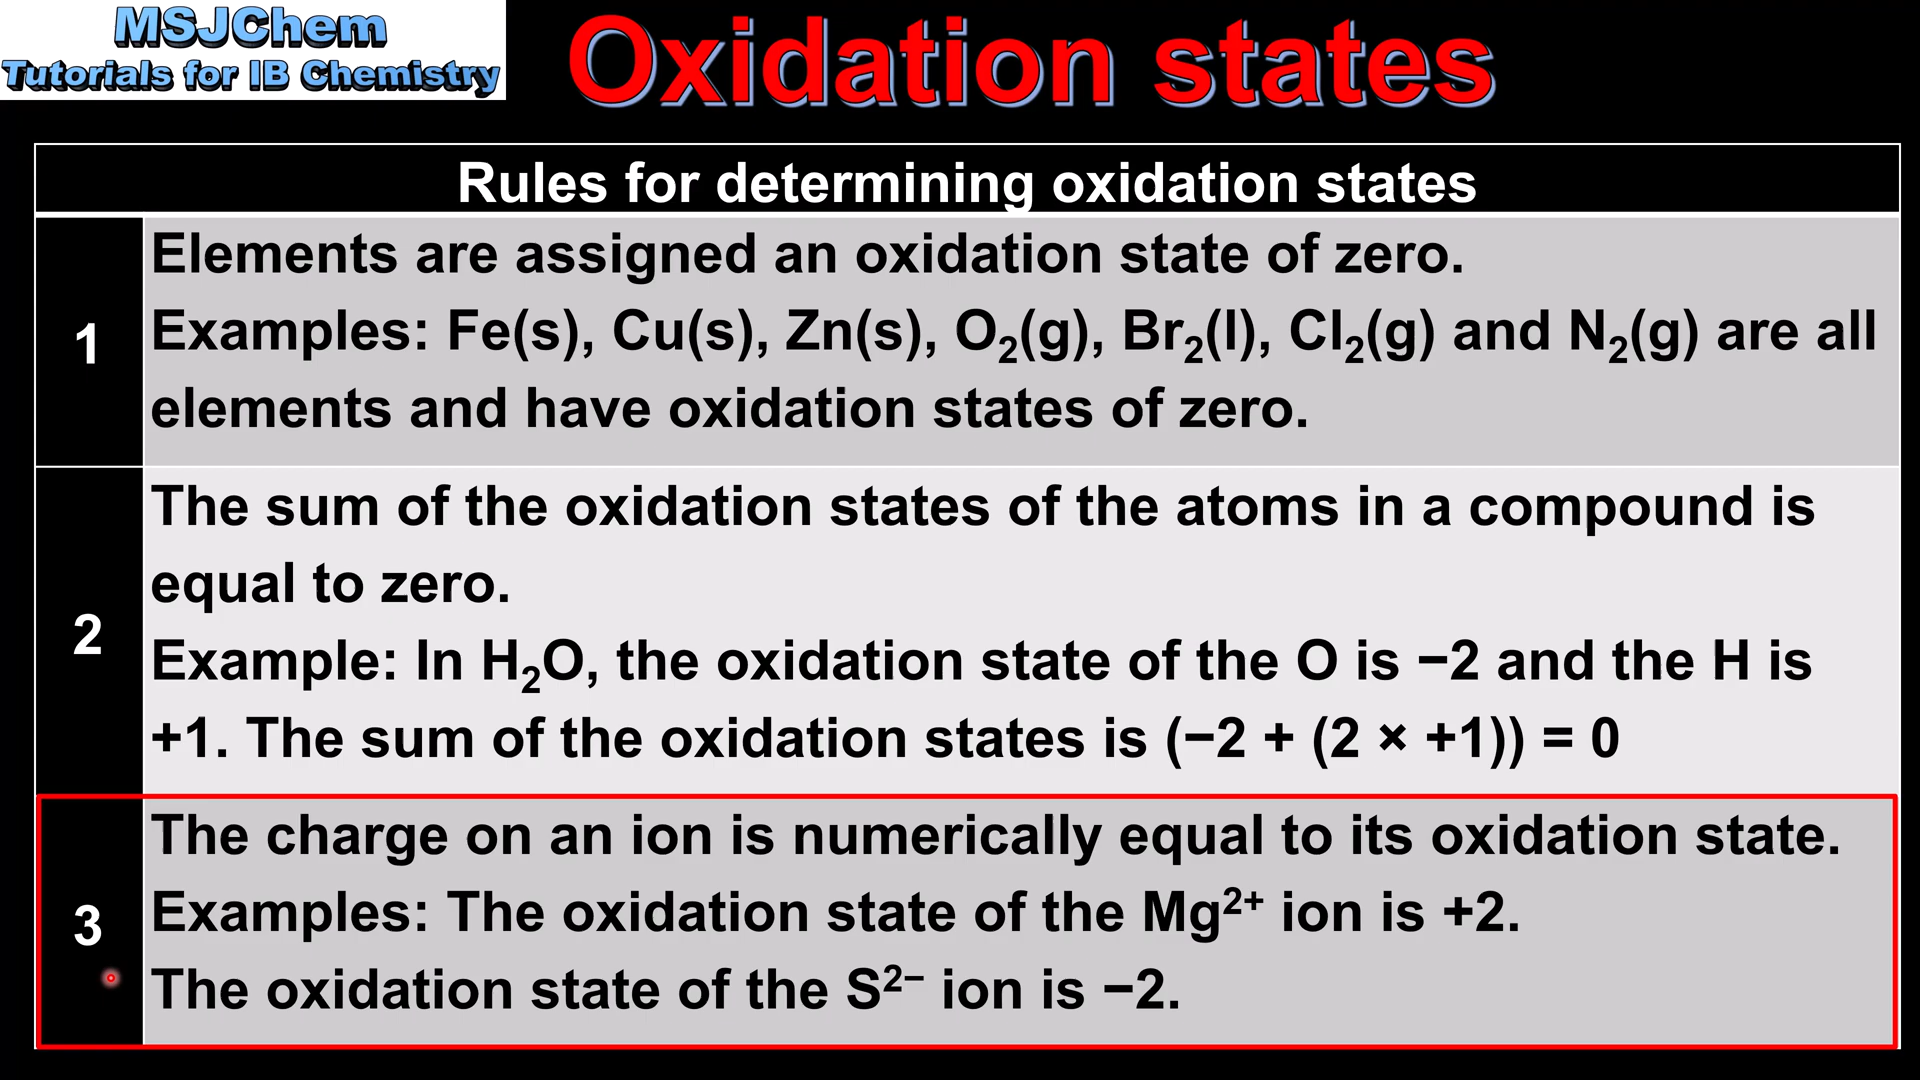 MSJChem
Tutorials for IB Chemistry
Oxidation states
Rules for determining oxidation states
1
Elements are assigned an oxidation state of zero.
Examples: Fe(s), Cu(s), Zn(s), O₂(g), Br₂(l), Cl₂(g) and N₂(g) are all
elements and have oxidation states of zero.
2
The sum of the oxidation states of the atoms in a compound is
equal to zero.
Example: In H₂O, the oxidation state of the O is −2 and the H is
+1. The sum of the oxidation states is (−2 + (2 × +1)) = 0
3
The charge on an ion is numerically equal to its oxidation state.
Examples: The oxidation state of the Mg²⁺ ion is +2.
The oxidation state of the S²⁻ ion is −2.